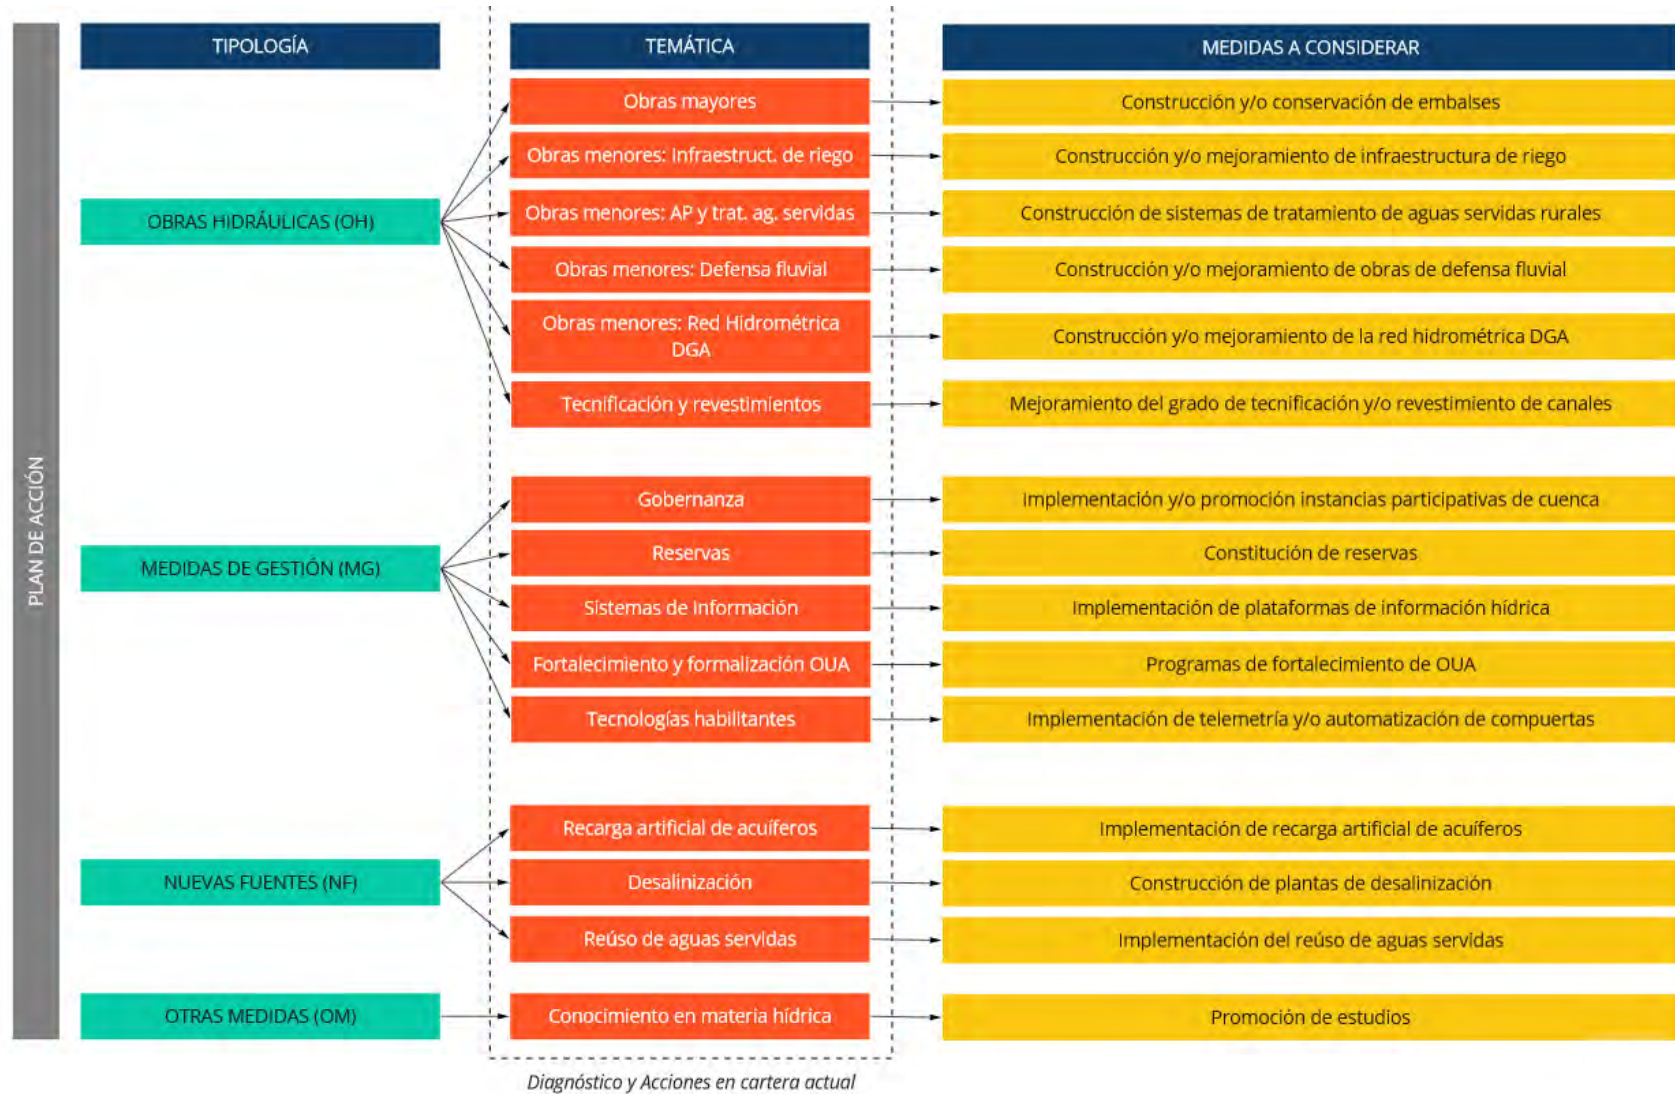 PLAN DE ACCIÓN
TIPOLOGÍA
TEMÁTICA
MEDIDAS A CONSIDERAR
OBRAS HIDRÁULICAS (OH)
Obras mayores
Construcción y/o conservación de embalses
Obras menores: Infraestruct. de riego
Construcción y/o mejoramiento de infraestructura de riego
Obras menores: AP y trat. ag. servidas
Construcción de sistemas de tratamiento de aguas servidas rurales
Obras menores: Defensa fluvial
Construcción y/o mejoramiento de obras de defensa fluvial
Obras menores: Red Hidrométrica
DGA
Construcción y/o mejoramiento de la red hidrométrica DGA
Tecnificación y revestimientos
Mejoramiento del grado de tecnificación y/o revestimiento de canales
MEDIDAS DE GESTIÓN (MG)
Gobernanza
Implementación y/o promoción instancias participativas de cuenca
Reservas
Constitución de reservas
Sistemas de Información
Implementación de plataformas de información hídrica
Fortalecimiento y formalización OUA
Programas de fortalecimiento de OUA
Tecnologías habilitantes
Implementación de telemetría y/o automatización de compuertas
NUEVAS FUENTES (NF)
Recarga artificial de acuíferos
Implementación de recarga artificial de acuíferos
Desalinización
Construcción de plantas de desalinización
Reúso de aguas servidas
Implementación del reúso de aguas servidas
OTRAS MEDIDAS (OM)
Conocimiento en materia hídrica
Promoción de estudios
Diagnóstico y Acciones en cartera actual